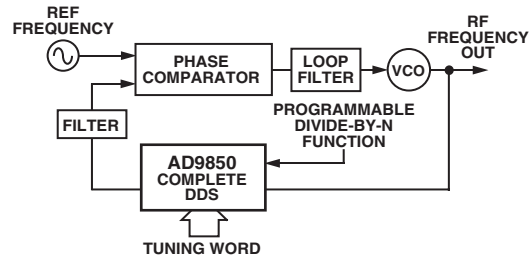 REF
FREQUENCY
PHASE
COMPARATOR
LOOP
FILTER
VCO
RF
FREQUENCY
OUT
FILTER
PROGRAMMABLE
DIVIDE-BY-N
FUNCTION
AD9850
COMPLETE
DDS
TUNING WORD